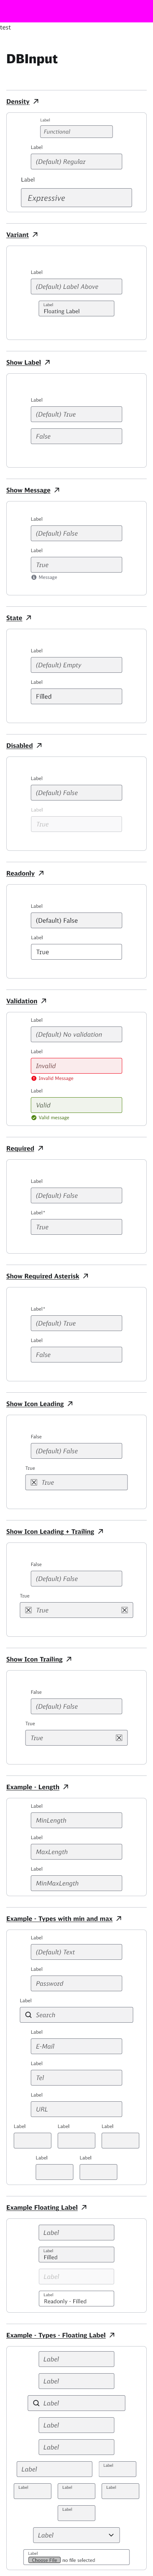 test
DBInput
Density
Label
Functional
Label
(Default) Regular
Label
Expressive
Variant
Label
(Default) Label Above
Label
Floating Label
Show Label
Label
(Default) True
False
Show Message
Label
(Default) False
Label
True
Message
State
Label
(Default) Empty
Label
Filled
Disabled
Label
(Default) False
Label
True
Readonly
Label
(Default) False
Label
True
Validation
Label
(Default) No validation
Label
Invalid
Invalid Message
Label
Valid
Valid message
Required
Label
(Default) False
Label*
True
Show Required Asterisk
Label*
(Default) True
Label
False
Show Icon Leading
False
(Default) False
True
True
Show Icon Leading + Trailing
False
(Default) False
True
True
Show Icon Trailing
False
(Default) False
True
True
Example - Length
Label
MinLength
Label
MaxLength
Label
MinMaxLength
Example - Types with min and max
Label
(Default) Text
Label
Password
Label
Search
Label
E-Mail
Label
Tel
Label
URL
Label Label Label
Label Label
Example Floating Label
Label
Label
Filled
Label
Label
Readonly - Filled
Example - Types - Floating Label
Label
Label
Label
Label
Label
Label Label
Label Label Label
Label
Label
Label
Choose File no file selected